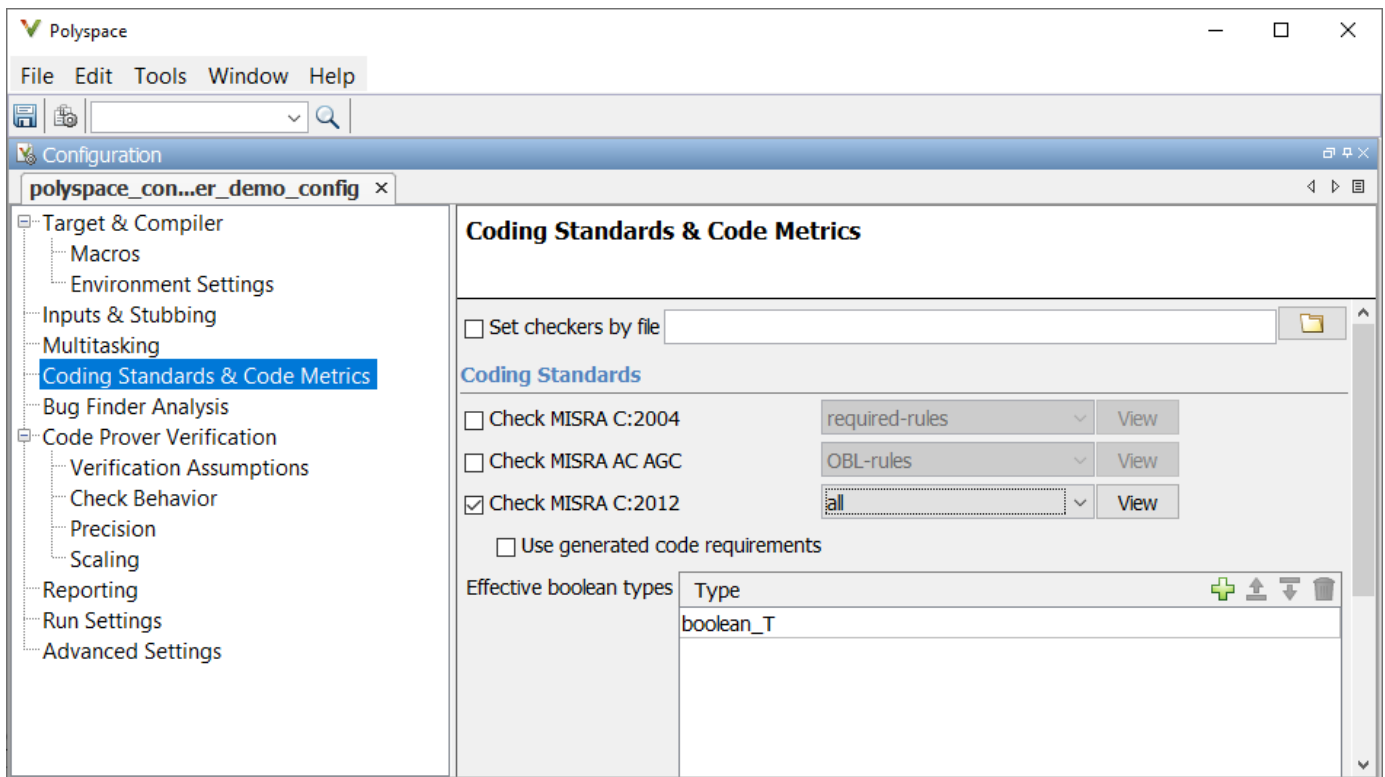 Polyspace
File Edit Tools Window Help
Configuration
polyspace_con...er_demo_config
Target & Compiler
Macros
Environment Settings
Inputs & Stubbing
Multitasking
Coding Standards & Code Metrics
Bug Finder Analysis
Code Prover Verification
Verification Assumptions
Check Behavior
Precision
Scaling
Reporting
Run Settings
Advanced Settings
Coding Standards & Code Metrics
Set checkers by file
Coding Standards
Check MISRA C:2004 required-rules View
Check MISRA AC AGC OBL-rules View
Check MISRA C:2012 all View
Use generated code requirements
Effective boolean types Type
boolean_T